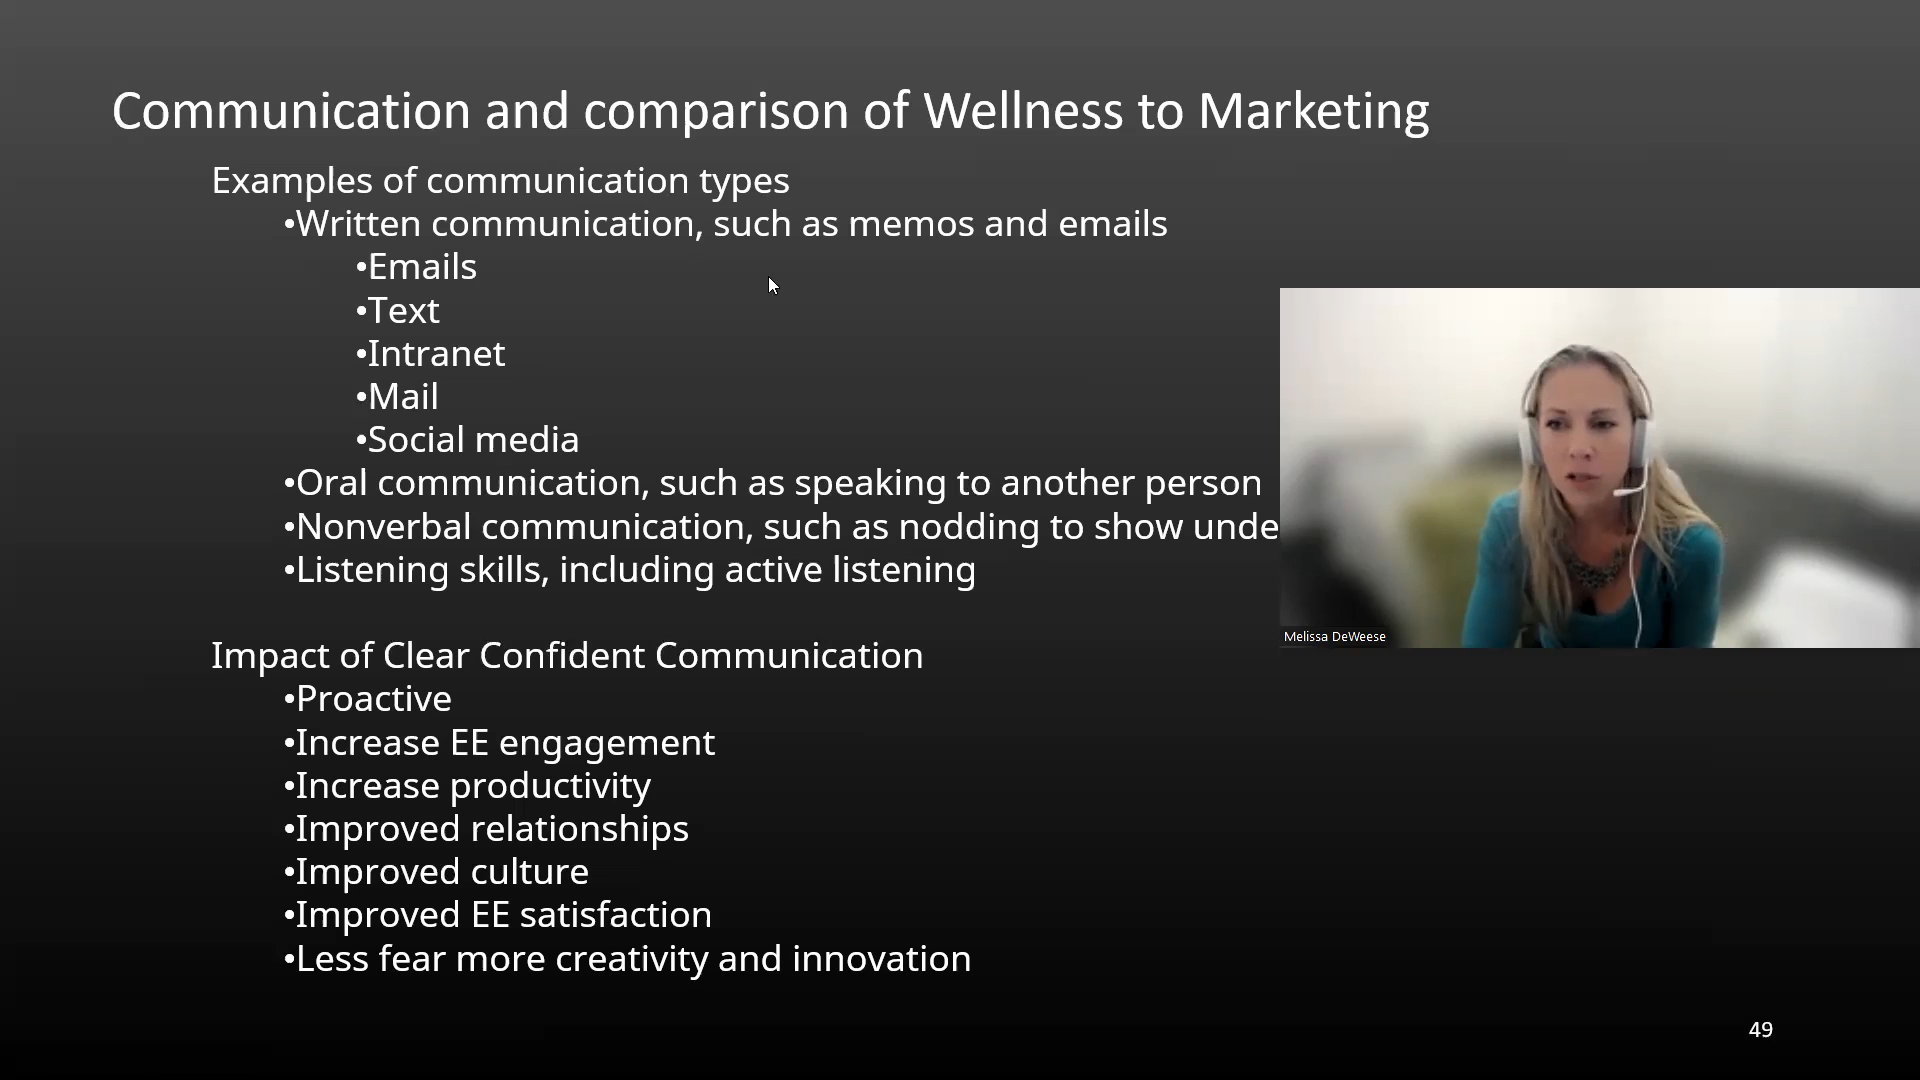 Communication and comparison of Wellness to Marketing
Examples of communication types
•Written communication, such as memos and emails
•Emails
•Text
•Intranet
•Mail
•Social media
•Oral communication, such as speaking to another person
•Nonverbal communication, such as nodding to show
•Listening skills, including active listening
Melissa DeWeese
Impact of Clear Confident Communication
•Proactive
•Increase EE engagement
•Increase productivity
•Improved relationships
•Improved culture
•Improved EE satisfaction
•Less fear more creativity and innovation
49